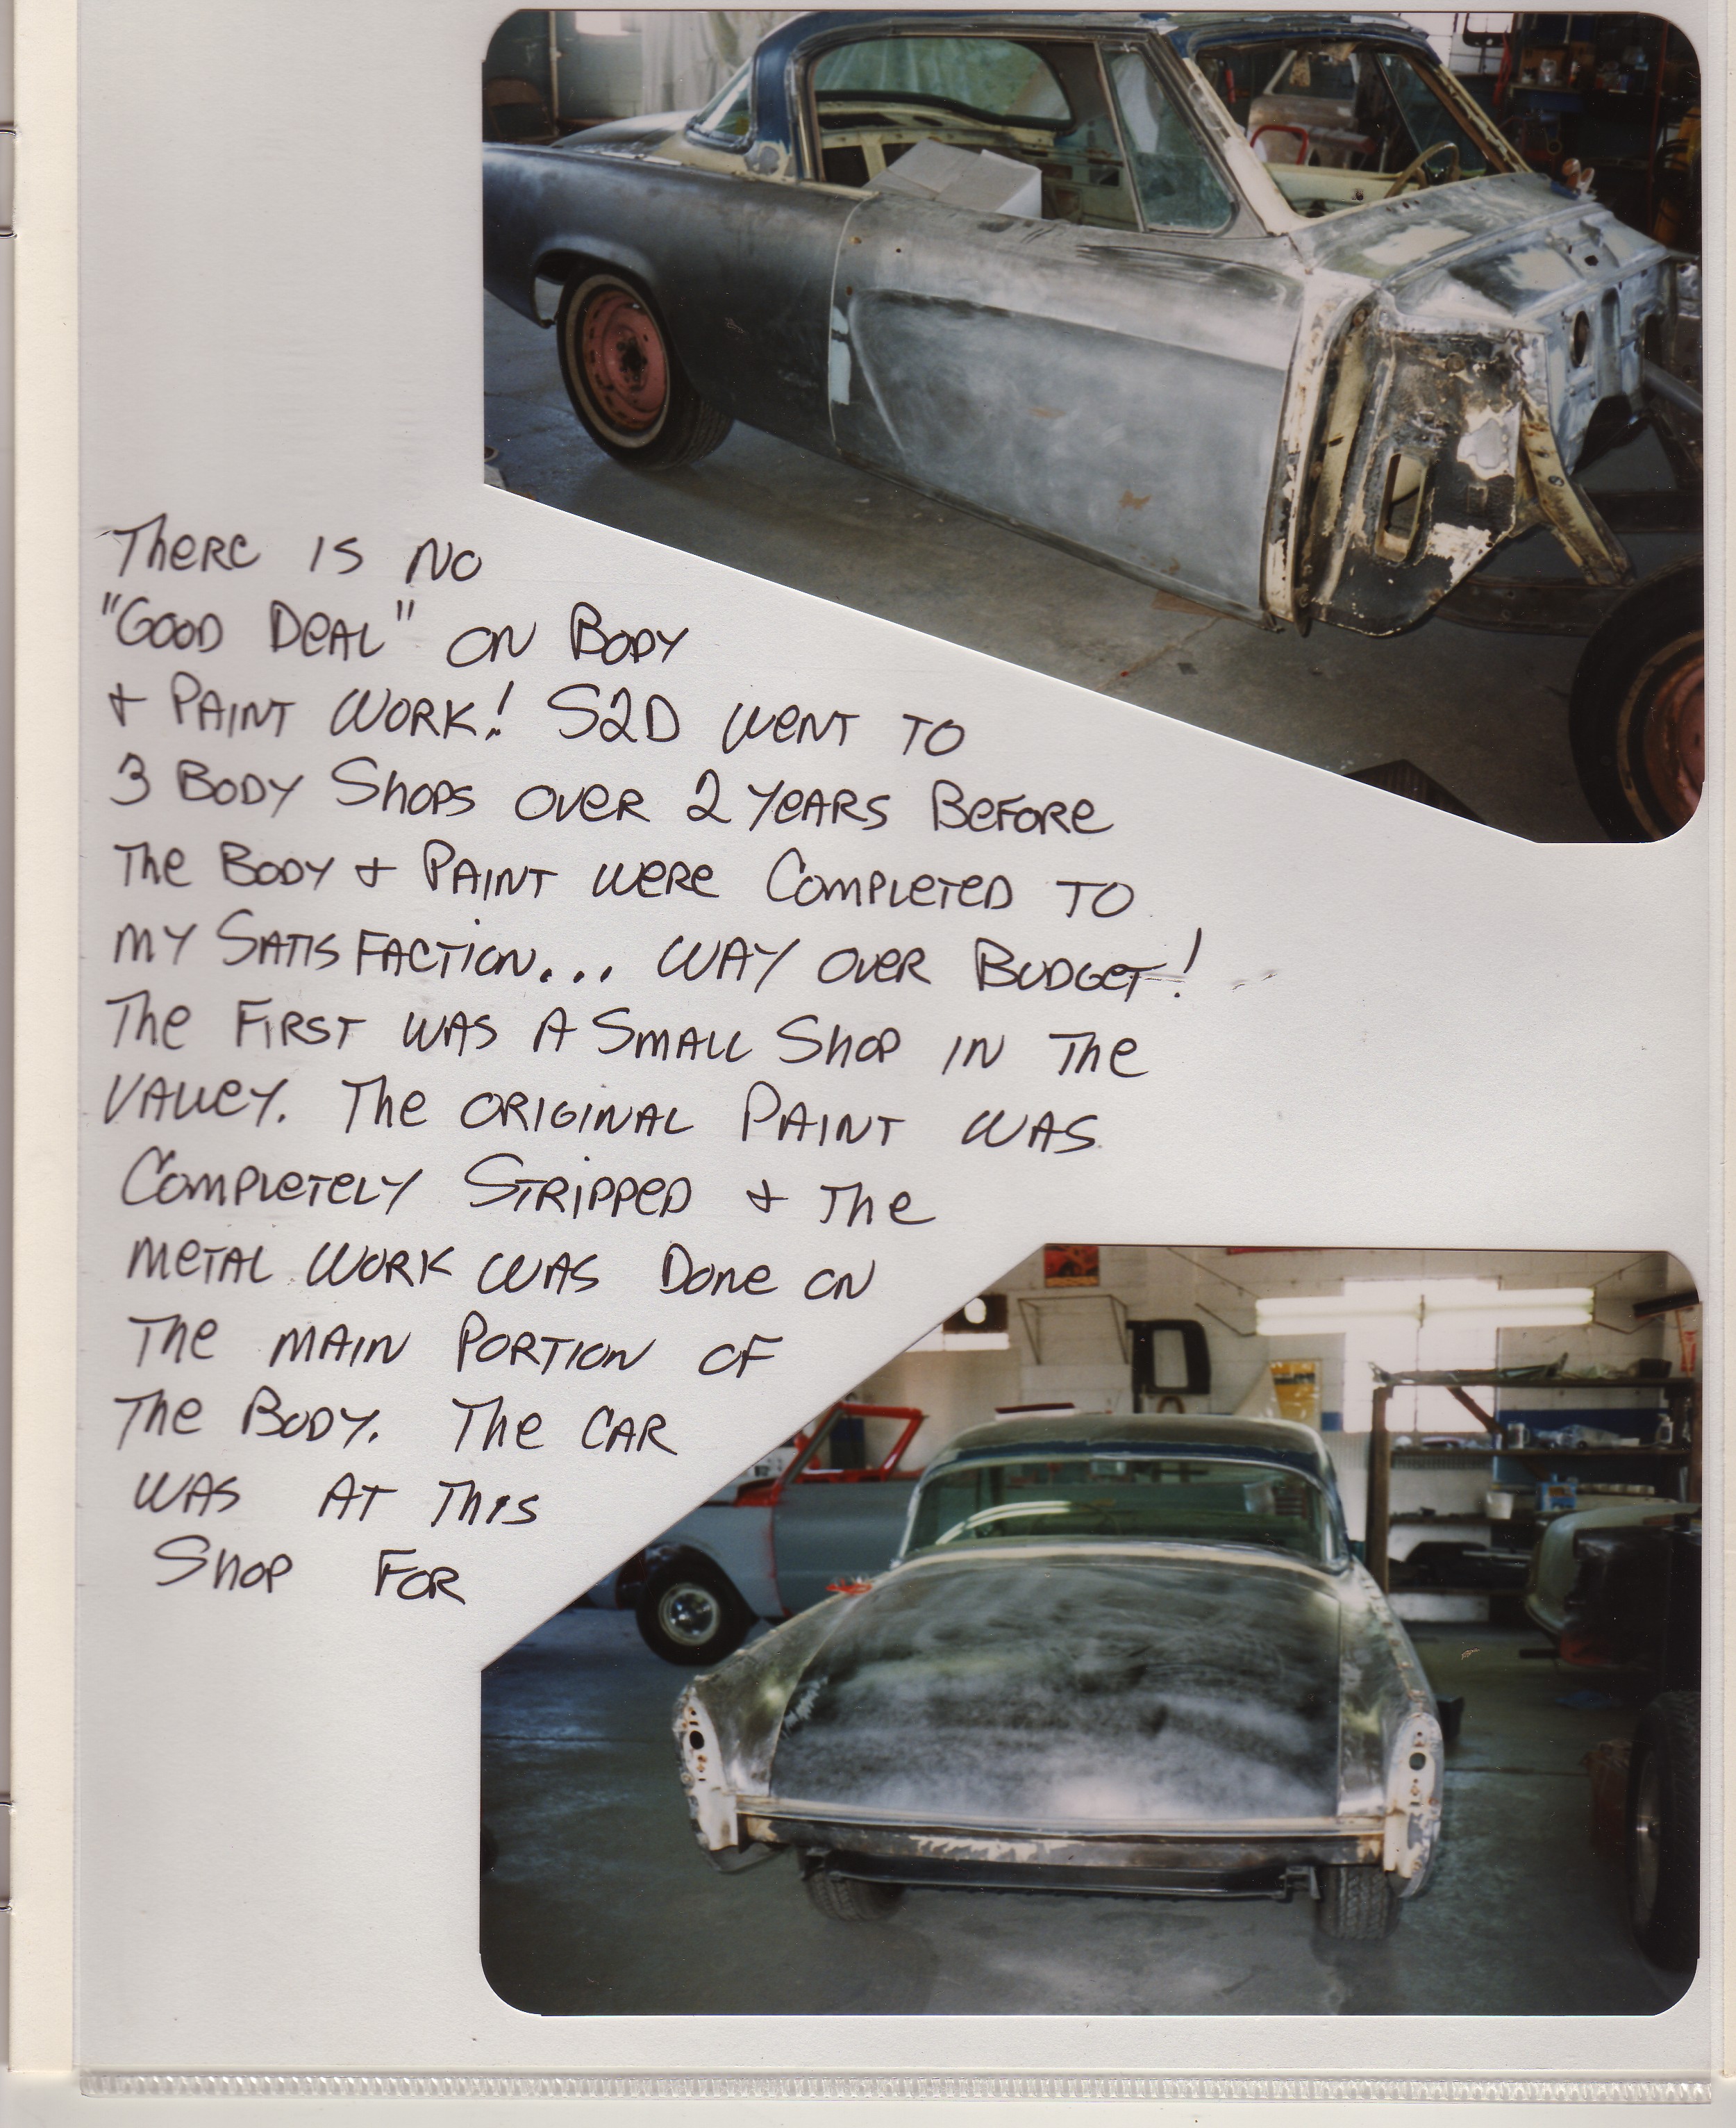 There is no
"Good Deal" on Body
+ Paint work! S2D went to
3 Body Shops over 2 years Before
The Body + Paint were Completed to
my Satisfaction... way over Budget!
The First was a Small Shop in the
Valley. The original Paint was
Completely Stripped + the
metal work was Done on
The main Portion of
The Body. The car
was at this
Shop for